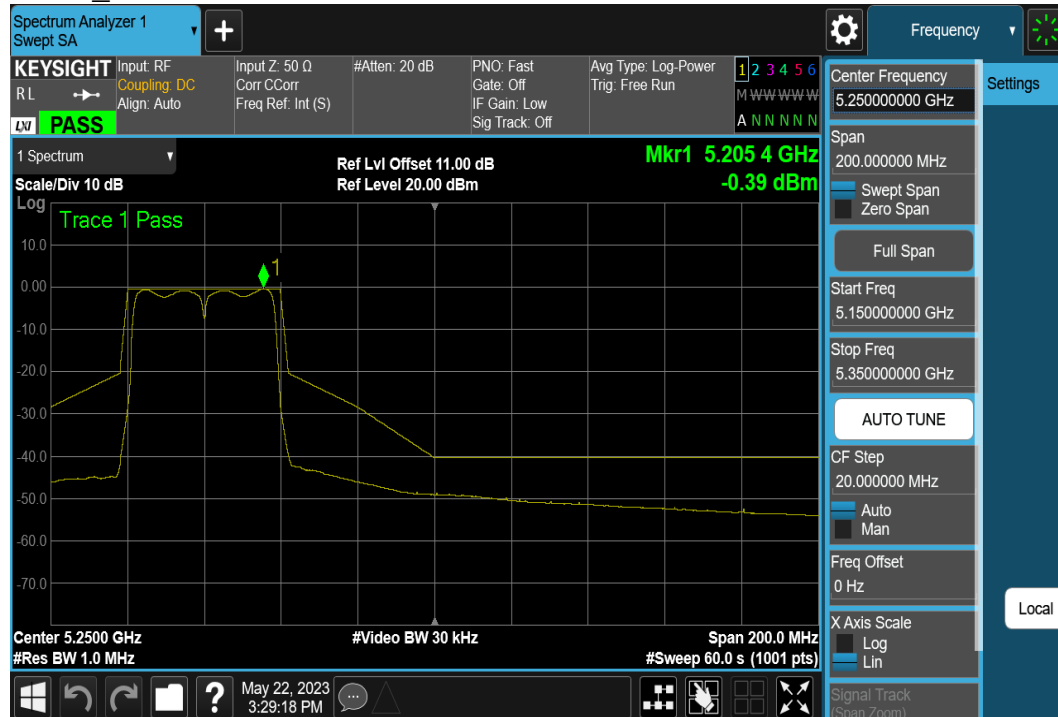 Spectrum Analyzer 1
Swept SA
Frequency
KEYSIGHT
RL
LXI PASS
Input: RF
Coupling: DC
Align: Auto
Input Z: 50 Ω
Corr CCorr
Freq Ref: Int (S)
#Atten: 20 dB
PNO: Fast
Gate: Off
IF Gain: Low
Sig Track: Off
Avg Type: Log-Power
Trig: Free Run
1 2 3 4 5 6
M W W W W W
A N N N N N
1 Spectrum
Scale/Div 10 dB
Ref Lvl Offset 11.00 dB
Ref Level 20.00 dBm
Mkr1 5.205 4 GHz
-0.39 dBm
Log
Trace 1 Pass
1
10.0
0.00
-10.0
-20.0
-30.0
-40.0
-50.0
-60.0
-70.0
Center 5.2500 GHz
#Res BW 1.0 MHz
#Video BW 30 kHz
Span 200.0 MHz
#Sweep 60.0 s (1001 pts)
May 22, 2023
3:29:18 PM
Center Frequency
5.250000000 GHz
Span
200.000000 MHz
Swept Span
Zero Span
Full Span
Start Freq
5.150000000 GHz
Stop Freq
5.350000000 GHz
AUTO TUNE
CF Step
20.000000 MHz
Auto
Man
Freq Offset
0 Hz
X Axis Scale
Log
Lin
Signal Track
(Span Zoom)
Settings
Local